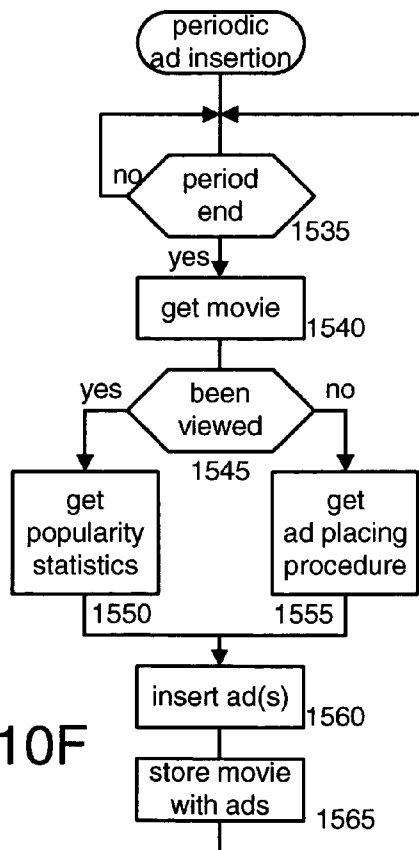 periodic
ad insertion
no
period
end
1535
yes
get movie
1540
yes
been
viewed
no
1545
get
popularity
statistics
1550
get
ad placing
procedure
1555
insert ad(s)
1560
10F
store movie
with ads
1565